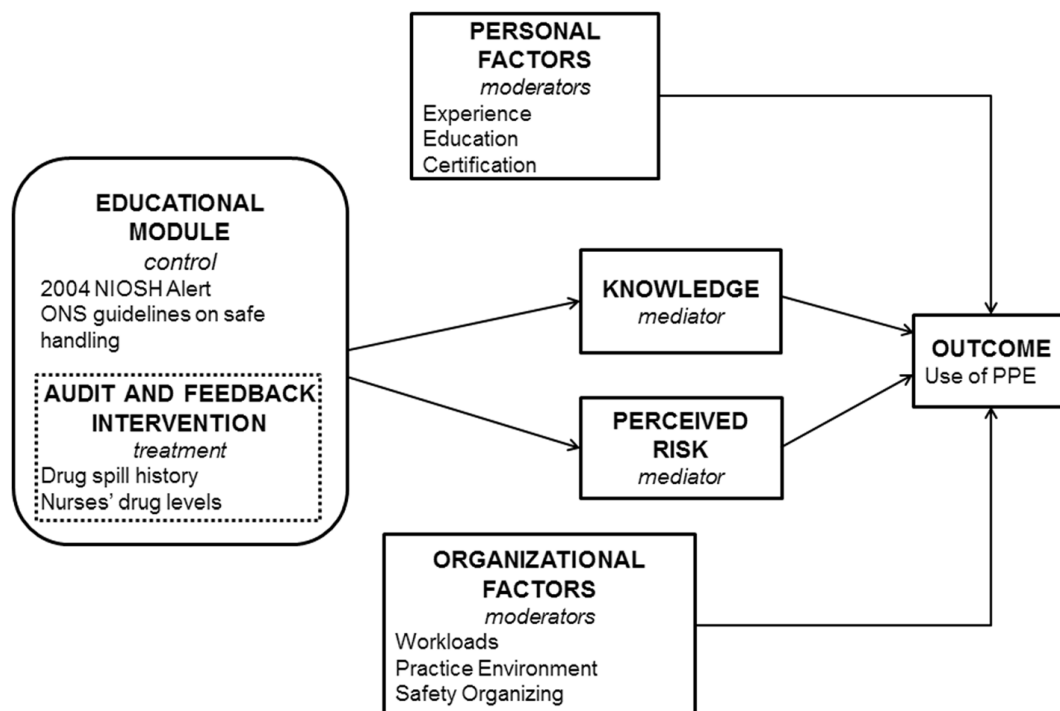 PERSONAL
FACTORS
moderators
Experience
Education
Certification
EDUCATIONAL
MODULE
control
2004 NIOSH Alert
ONS guidelines on safe
handling
AUDIT AND FEEDBACK
INTERVENTION
treatment
Drug spill history
Nurses’ drug levels
KNOWLEDGE
mediator
PERCEIVED
RISK
mediator
OUTCOME
Use of PPE
ORGANIZATIONAL
FACTORS
moderators
Workloads
Practice Environment
Safety Organizing